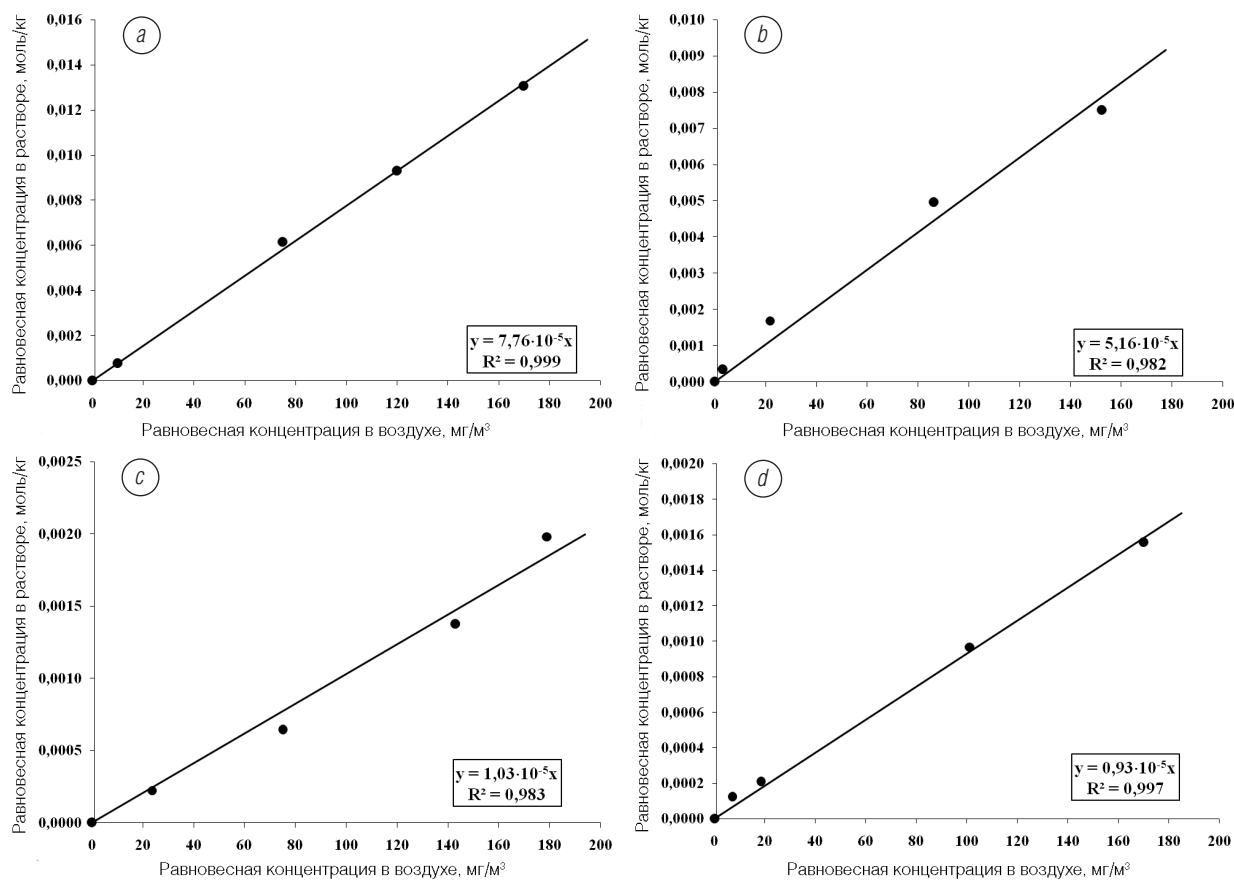 a
Равновесная концентрация в растворе, моль/кг
0,016
0,014
0,012
0,010
0,008
0,006
0,004
0,002
0,000
y = 7,76·10⁻⁵x
R² = 0,999
0 20 40 60 80 100 120 140 160 180 200
Равновесная концентрация в воздухе, мг/м³
b
Равновесная концентрация в растворе, моль/кг
0,010
0,009
0,008
0,007
0,006
0,005
0,004
0,003
0,002
0,001
0,000
y = 5,16·10⁻⁵x
R² = 0,982
0 20 40 60 80 100 120 140 160 180 200
Равновесная концентрация в воздухе, мг/м³
c
Равновесная концентрация в растворе, моль/кг
0,0025
0,0020
0,0015
0,0010
0,0005
0,0000
y = 1,03·10⁻⁵x
R² = 0,983
0 20 40 60 80 100 120 140 160 180 200
Равновесная концентрация в воздухе, мг/м³
d
Равновесная концентрация в растворе, моль/кг
0,0020
0,0018
0,0016
0,0014
0,0012
0,0010
0,0008
0,0006
0,0004
0,0002
0,0000
y = 0,93·10⁻⁵x
R² = 0,997
0 20 40 60 80 100 120 140 160 180 200
Равновесная концентрация в воздухе, мг/м³